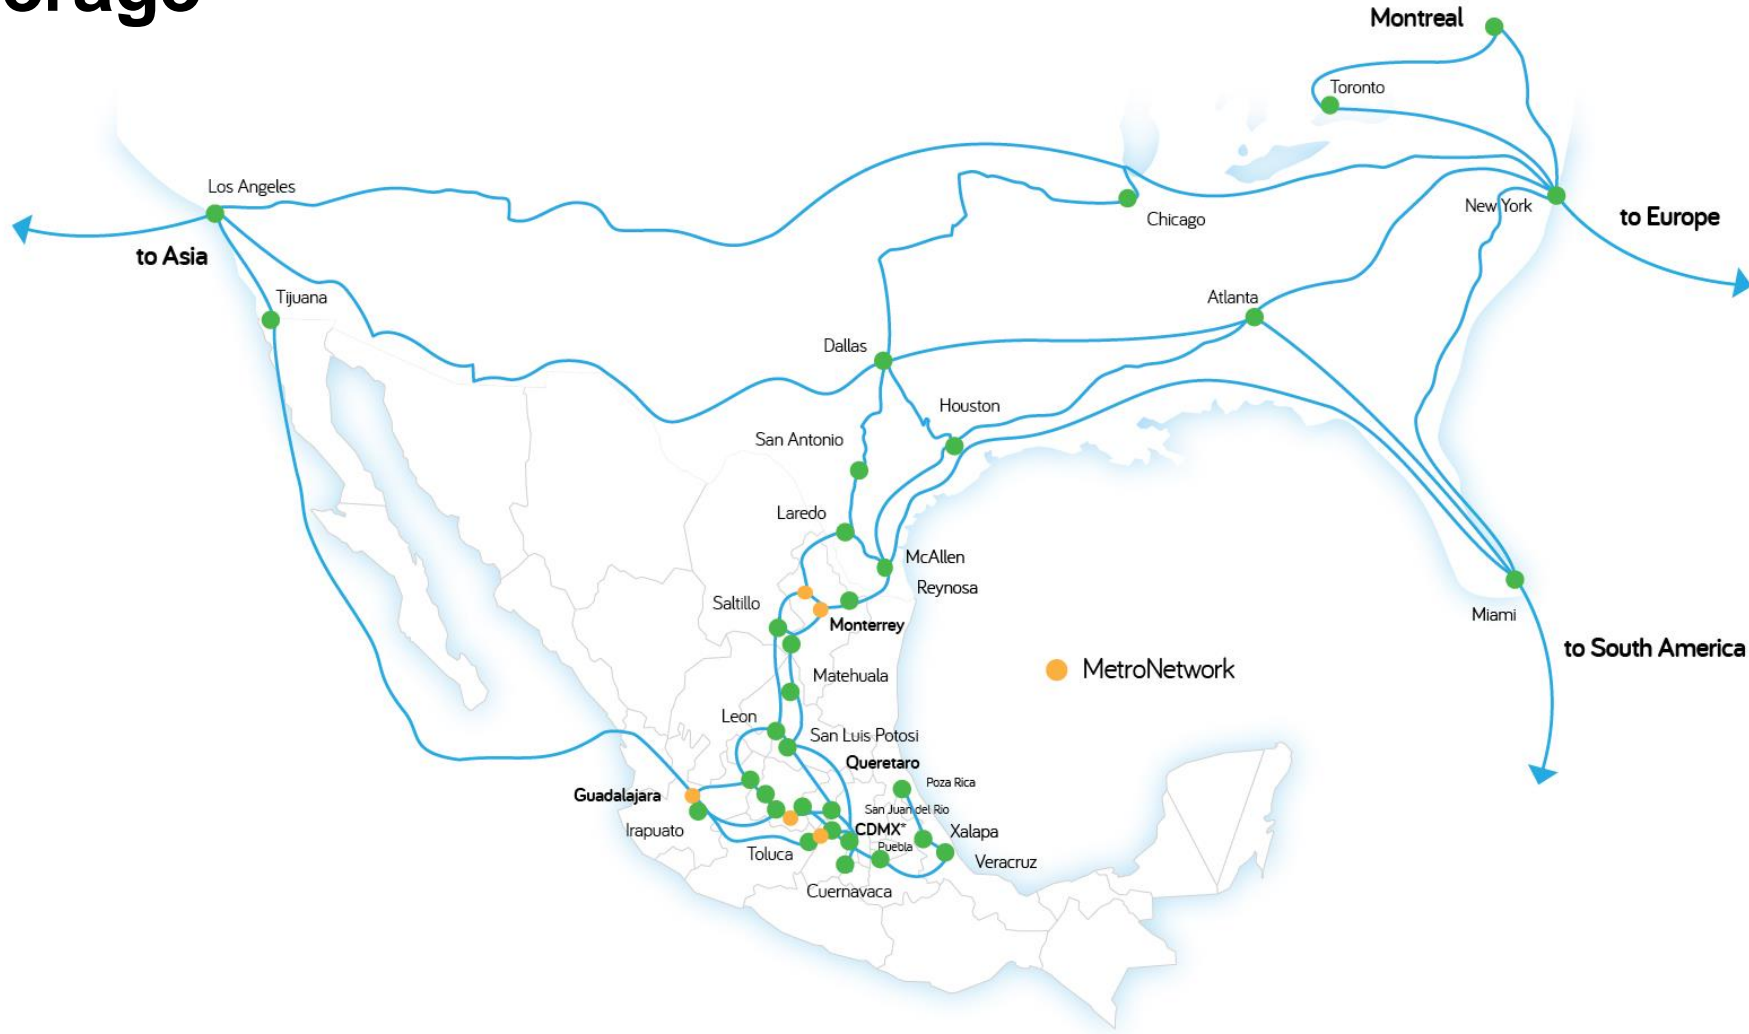 Montreal
Toronto
Los Angeles
Chicago
New York
to Europe
to Asia
Tijuana
Atlanta
Dallas
Houston
San Antonio
Laredo
McAllen
Reynosa
Saltillo
Monterrey
Miami
to South America
MetroNetwork
Matehuala
Leon
San Luis Potosi
Queretaro
Poza Rica
Guadalajara
San Juan del Rio
Irapuato
CDMX*
Xalapa
Puebla
Toluca
Veracruz
Cuernavaca